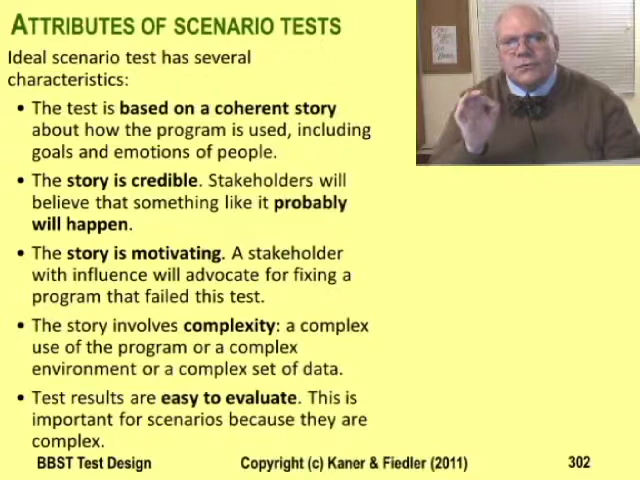 ATTRIBUTES OF SCENARIO TESTS
Ideal scenario test has several
characteristics:
• The test is based on a coherent story
about how the program is used, including
goals and emotions of people.
• The story is credible. Stakeholders will
believe that something like it probably
will happen.
• The story is motivating. A stakeholder
with influence will advocate for fixing a
program that failed this test.
• The story involves complexity: a complex
use of the program or a complex
environment or a complex set of data.
• Test results are easy to evaluate. This is
important for scenarios because they are
complex.
BBST Test Design Copyright (c) Kaner & Fiedler (2011) 302